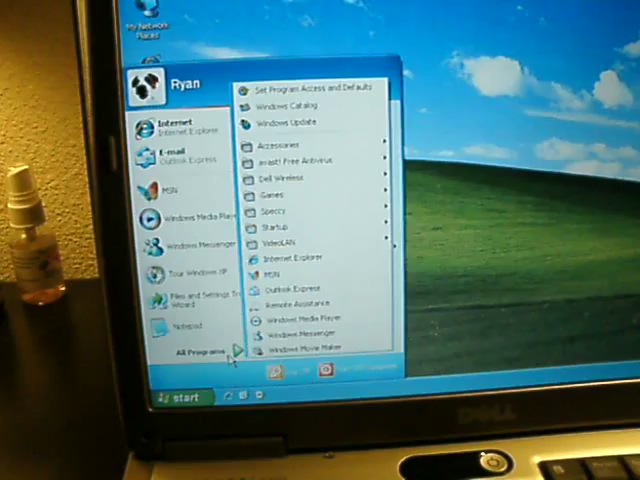 My Network
Places
Ryan
Internet
Internet Explorer
E-mail
Outlook Express
MSN
Windows Media Playe
Windows Messenger
Tour Windows XP
Files and Settings Tr
Wizard
Notepad
All Programs
Set Program Access and Defaults
Windows Catalog
Windows Update
Accessories
avast! Free Antivirus
Dell Wireless
Games
Speccy
Startup
VideoLAN
Internet Explorer
MSN
Outlook Express
Remote Assistance
Windows Media Player
Windows Messenger
Windows Movie Maker
start
DELL